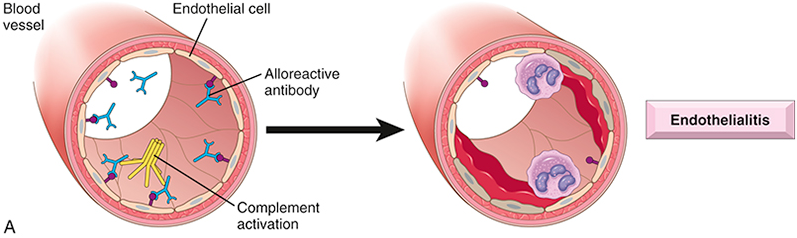 Blood
vessel
Endothelial cell
Alloreactive
antibody
Complement
activation
Endothelialitis
A